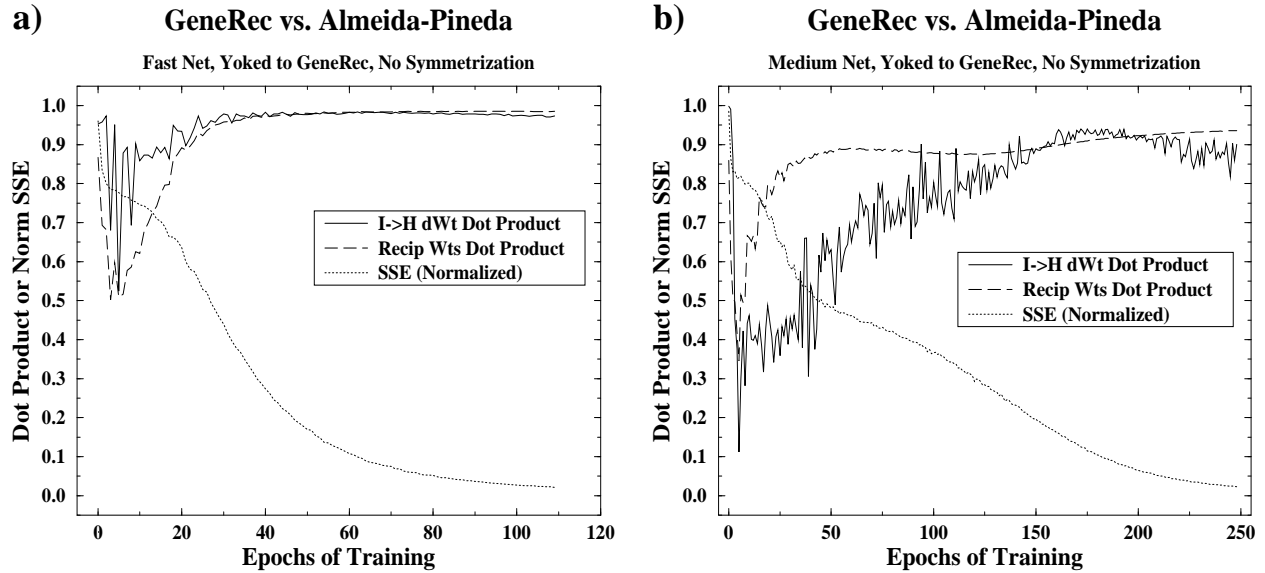 a)
GeneRec vs. Almeida-Pineda
Fast Net, Yoked to GeneRec, No Symmetrization
Dot Product or Norm SSE
1.0
0.9
0.8
0.7
0.6
0.5
0.4
0.3
0.2
0.1
0.0
I->H dWt Dot Product
Recip Wts Dot Product
SSE (Normalized)
0 20 40 60 80 100 120
Epochs of Training
b)
GeneRec vs. Almeida-Pineda
Medium Net, Yoked to GeneRec, No Symmetrization
Dot Product or Norm SSE
1.0
0.9
0.8
0.7
0.6
0.5
0.4
0.3
0.2
0.1
0.0
I->H dWt Dot Product
Recip Wts Dot Product
SSE (Normalized)
0 50 100 150 200 250
Epochs of Training